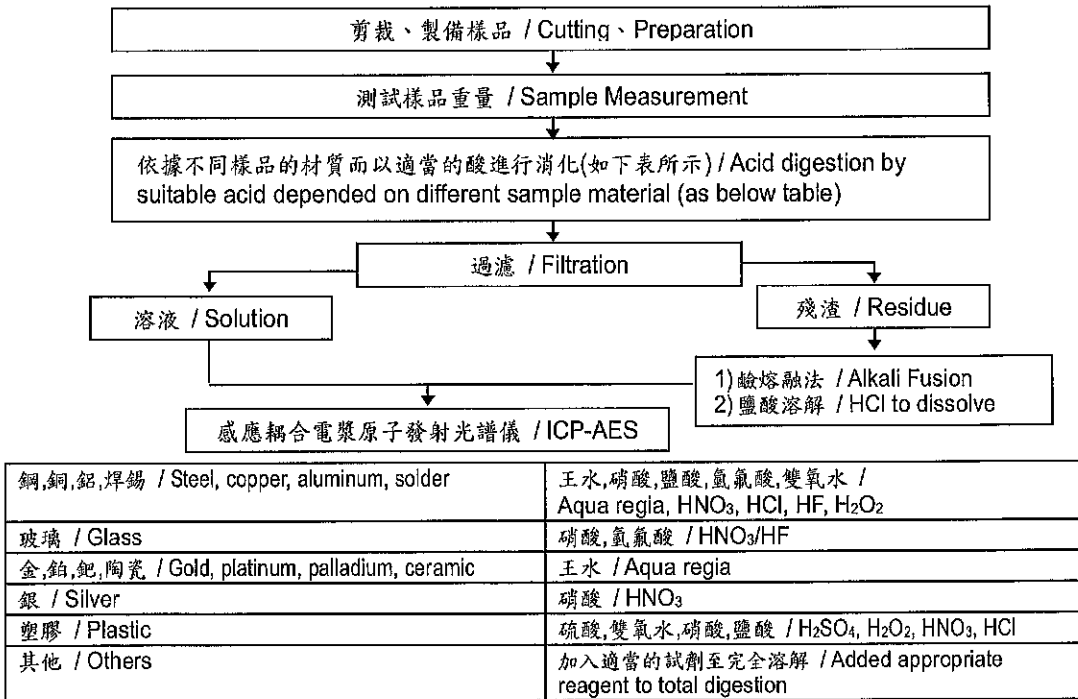 剪裁、製備樣品 / Cutting、Preparation
測試樣品重量 / Sample Measurement
依據不同樣品的材質而以適當的酸進行消化(如下表所示) / Acid digestion by
suitable acid depended on different sample material (as below table)
過濾 / Filtration
溶液 / Solution
殘渣 / Residue
1)鹼熔融法 / Alkali Fusion
2)鹽酸溶解 / HCl to dissolve
感應耦合電漿原子發射光譜儀 / ICP-AES
鋼,銅,鋁,焊錫 / Steel, copper, aluminum, solder
王水,硝酸,鹽酸,氫氟酸,雙氧水 /
Aqua regia, HNO₃, HCl, HF, H₂O₂
玻璃 / Glass
硝酸,氫氟酸 / HNO₃/HF
金,鉑,鈀,陶瓷 / Gold, platinum, palladium, ceramic
王水 / Aqua regia
銀 / Silver
硝酸 / HNO₃
塑膠 / Plastic
硫酸,雙氧水,硝酸,鹽酸 / H₂SO₄, H₂O₂, HNO₃, HCl
其他 / Others
加入適當的試劑至完全溶解 / Added appropriate
reagent to total digestion